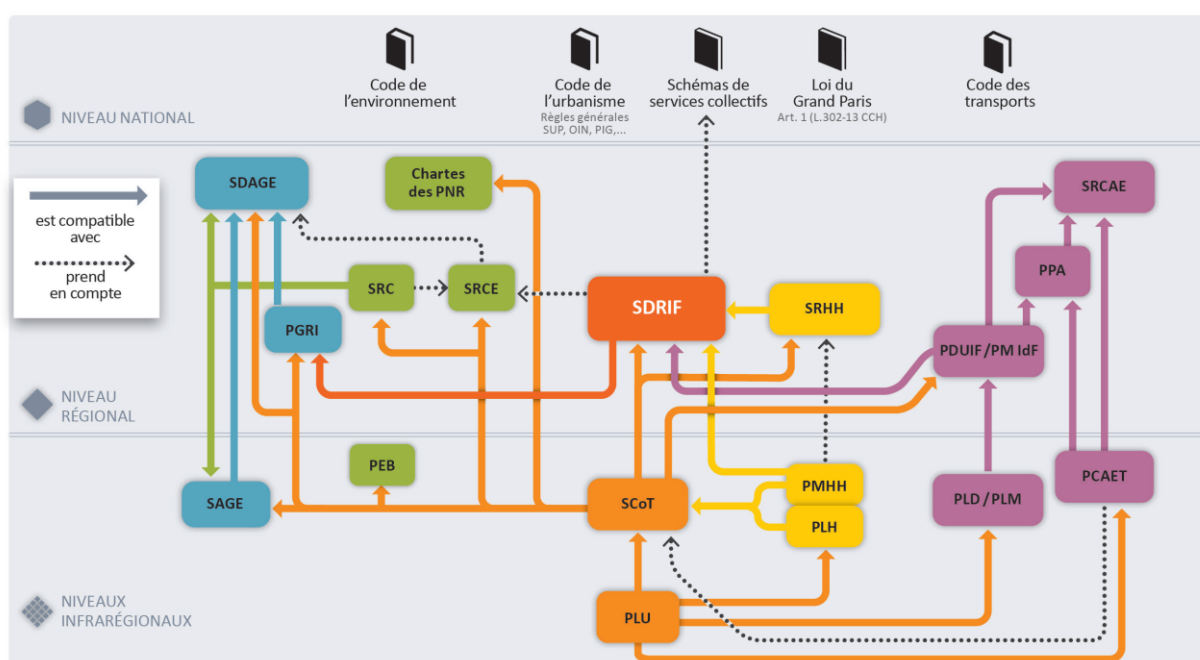 Code de
l'environnement
Code de
l'urbanisme
Règles générales
SUP, OIN, PIG,...
Schémas de
services collectifs
Loi du
Grand Paris
Art. 1 (L.302-13 CCH)
Code des
transports
NIVEAU NATIONAL
SDAGE
Chartes
des PNR
SRCAE
est compatible
avec
prend
en compte
PPA
SRC
SRCE
SDRIF
SRHH
PGRI
PDUIF/PM IdF
NIVEAU
RÉGIONAL
PEB
SAGE
SCoT
PMHH
PLH
PLD / PLM
PCAET
NIVEAUX
INFRARÉGIONAUX
PLU